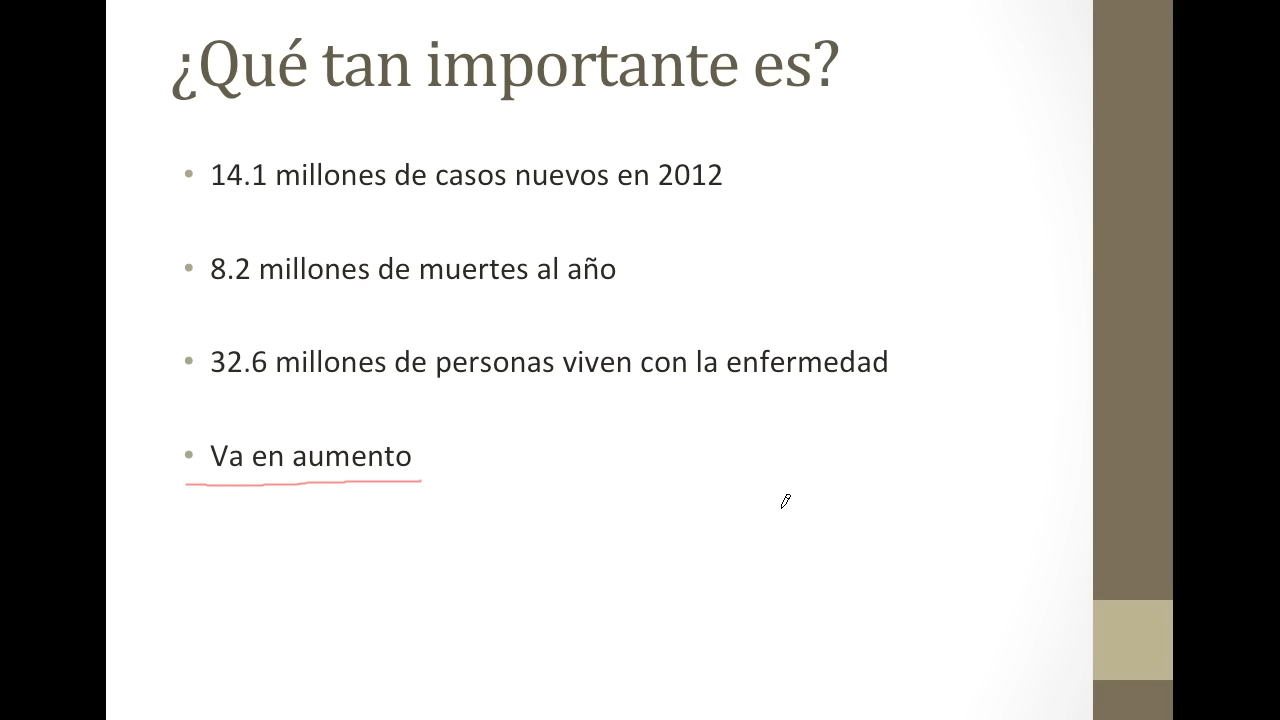 ¿Qué tan importante es?
• 14.1 millones de casos nuevos en 2012
• 8.2 millones de muertes al año
• 32.6 millones de personas viven con la enfermedad
• Va en aumento